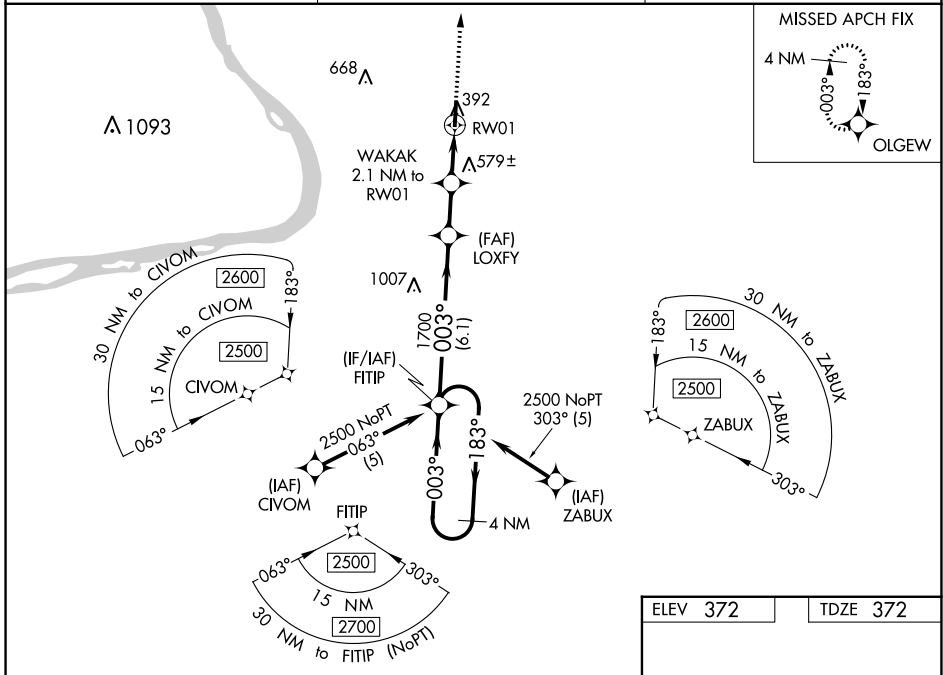 MISSED APCH FIX
4 NM
003°
183°
OLGEW
668
392
RW01
1093
WAKAK
2.1 NM to
RW01
579±
(FAF)
LOXFY
1007
1700
003°
(6.1)
(IF/IAF)
FITIP
30 NM to CIVOM
2600
183°
15 NM to CIVOM
2500
CIVOM
063°
30 NM to ZABUX
183°
2600
15 NM to ZABUX
2500
ZABUX
303°
2500 NoPT
063°
(5)
(IAF)
CIVOM
003°
183°
2500 NoPT
303° (5)
(IAF)
ZABUX
4 NM
FITIP
063°
2500
303°
15 NM
2700
30 NM to FITIP (NoPT)
ELEV 372
TDZE 372